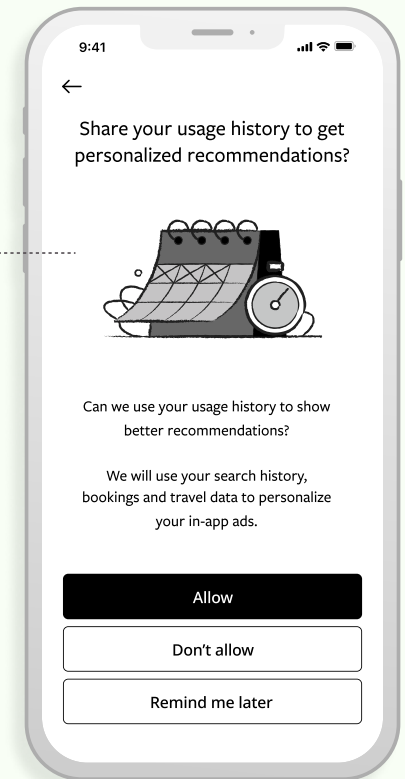 9:41
Share your usage history to get
personalized recommendations?
Can we use your usage history to show
better recommendations?
We will use your search history,
bookings and travel data to personalize
your in-app ads.
Allow
Don’t allow
Remind me later